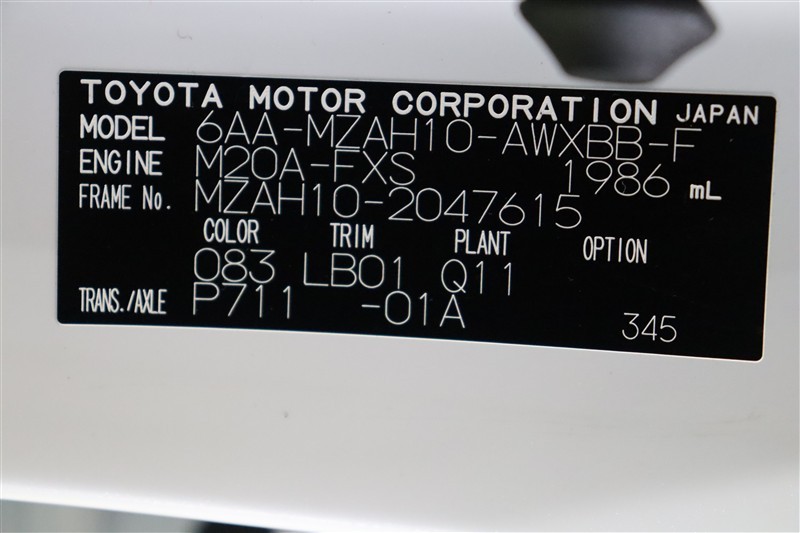 TOYOTA MOTOR CORPORATION JAPAN
MODEL 6AA-MZAH10-AWXBB-F
ENGINE M20A-FXS 1986 mL
FRAME No. MZAH10-2047615
COLOR TRIM PLANT OPTION
083 LB01 Q11
TRANS./AXLE P711 -01A 345